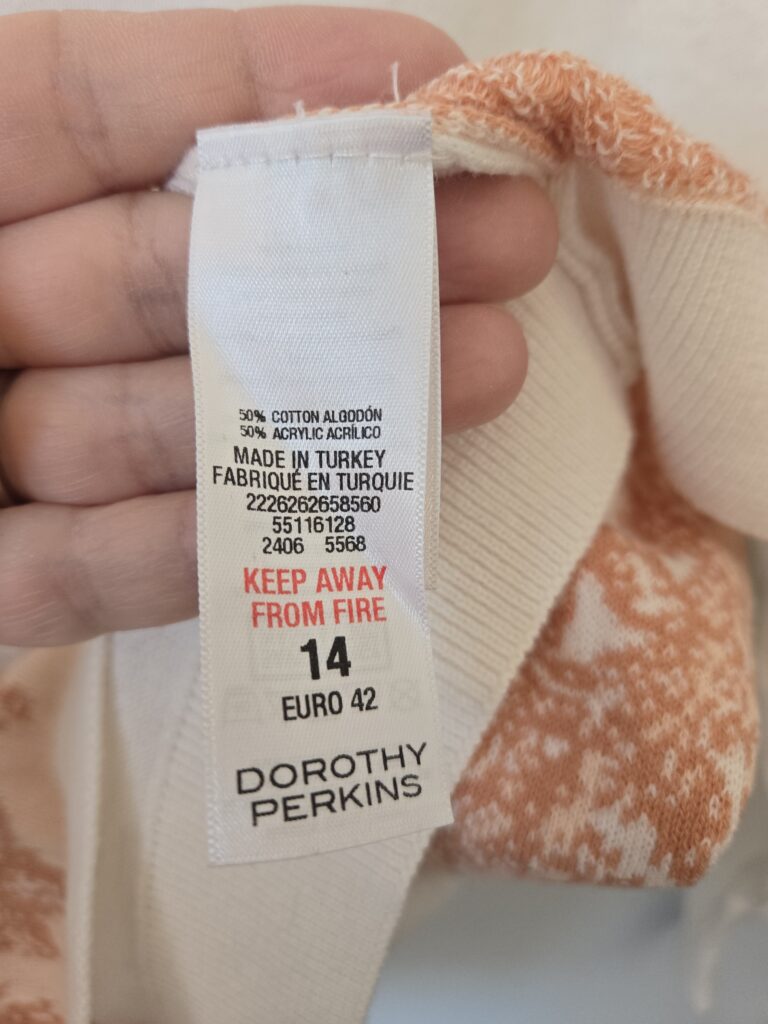 50% COTTON ALGODÓN
50% ACRYLIC ACRÍLICO
MADE IN TURKEY
FABRIQUÉ EN TURQUIE
2226262658560
55116128
2406 5568
KEEP AWAY
FROM FIRE
14
EURO 42
DOROTHY
PERKINS